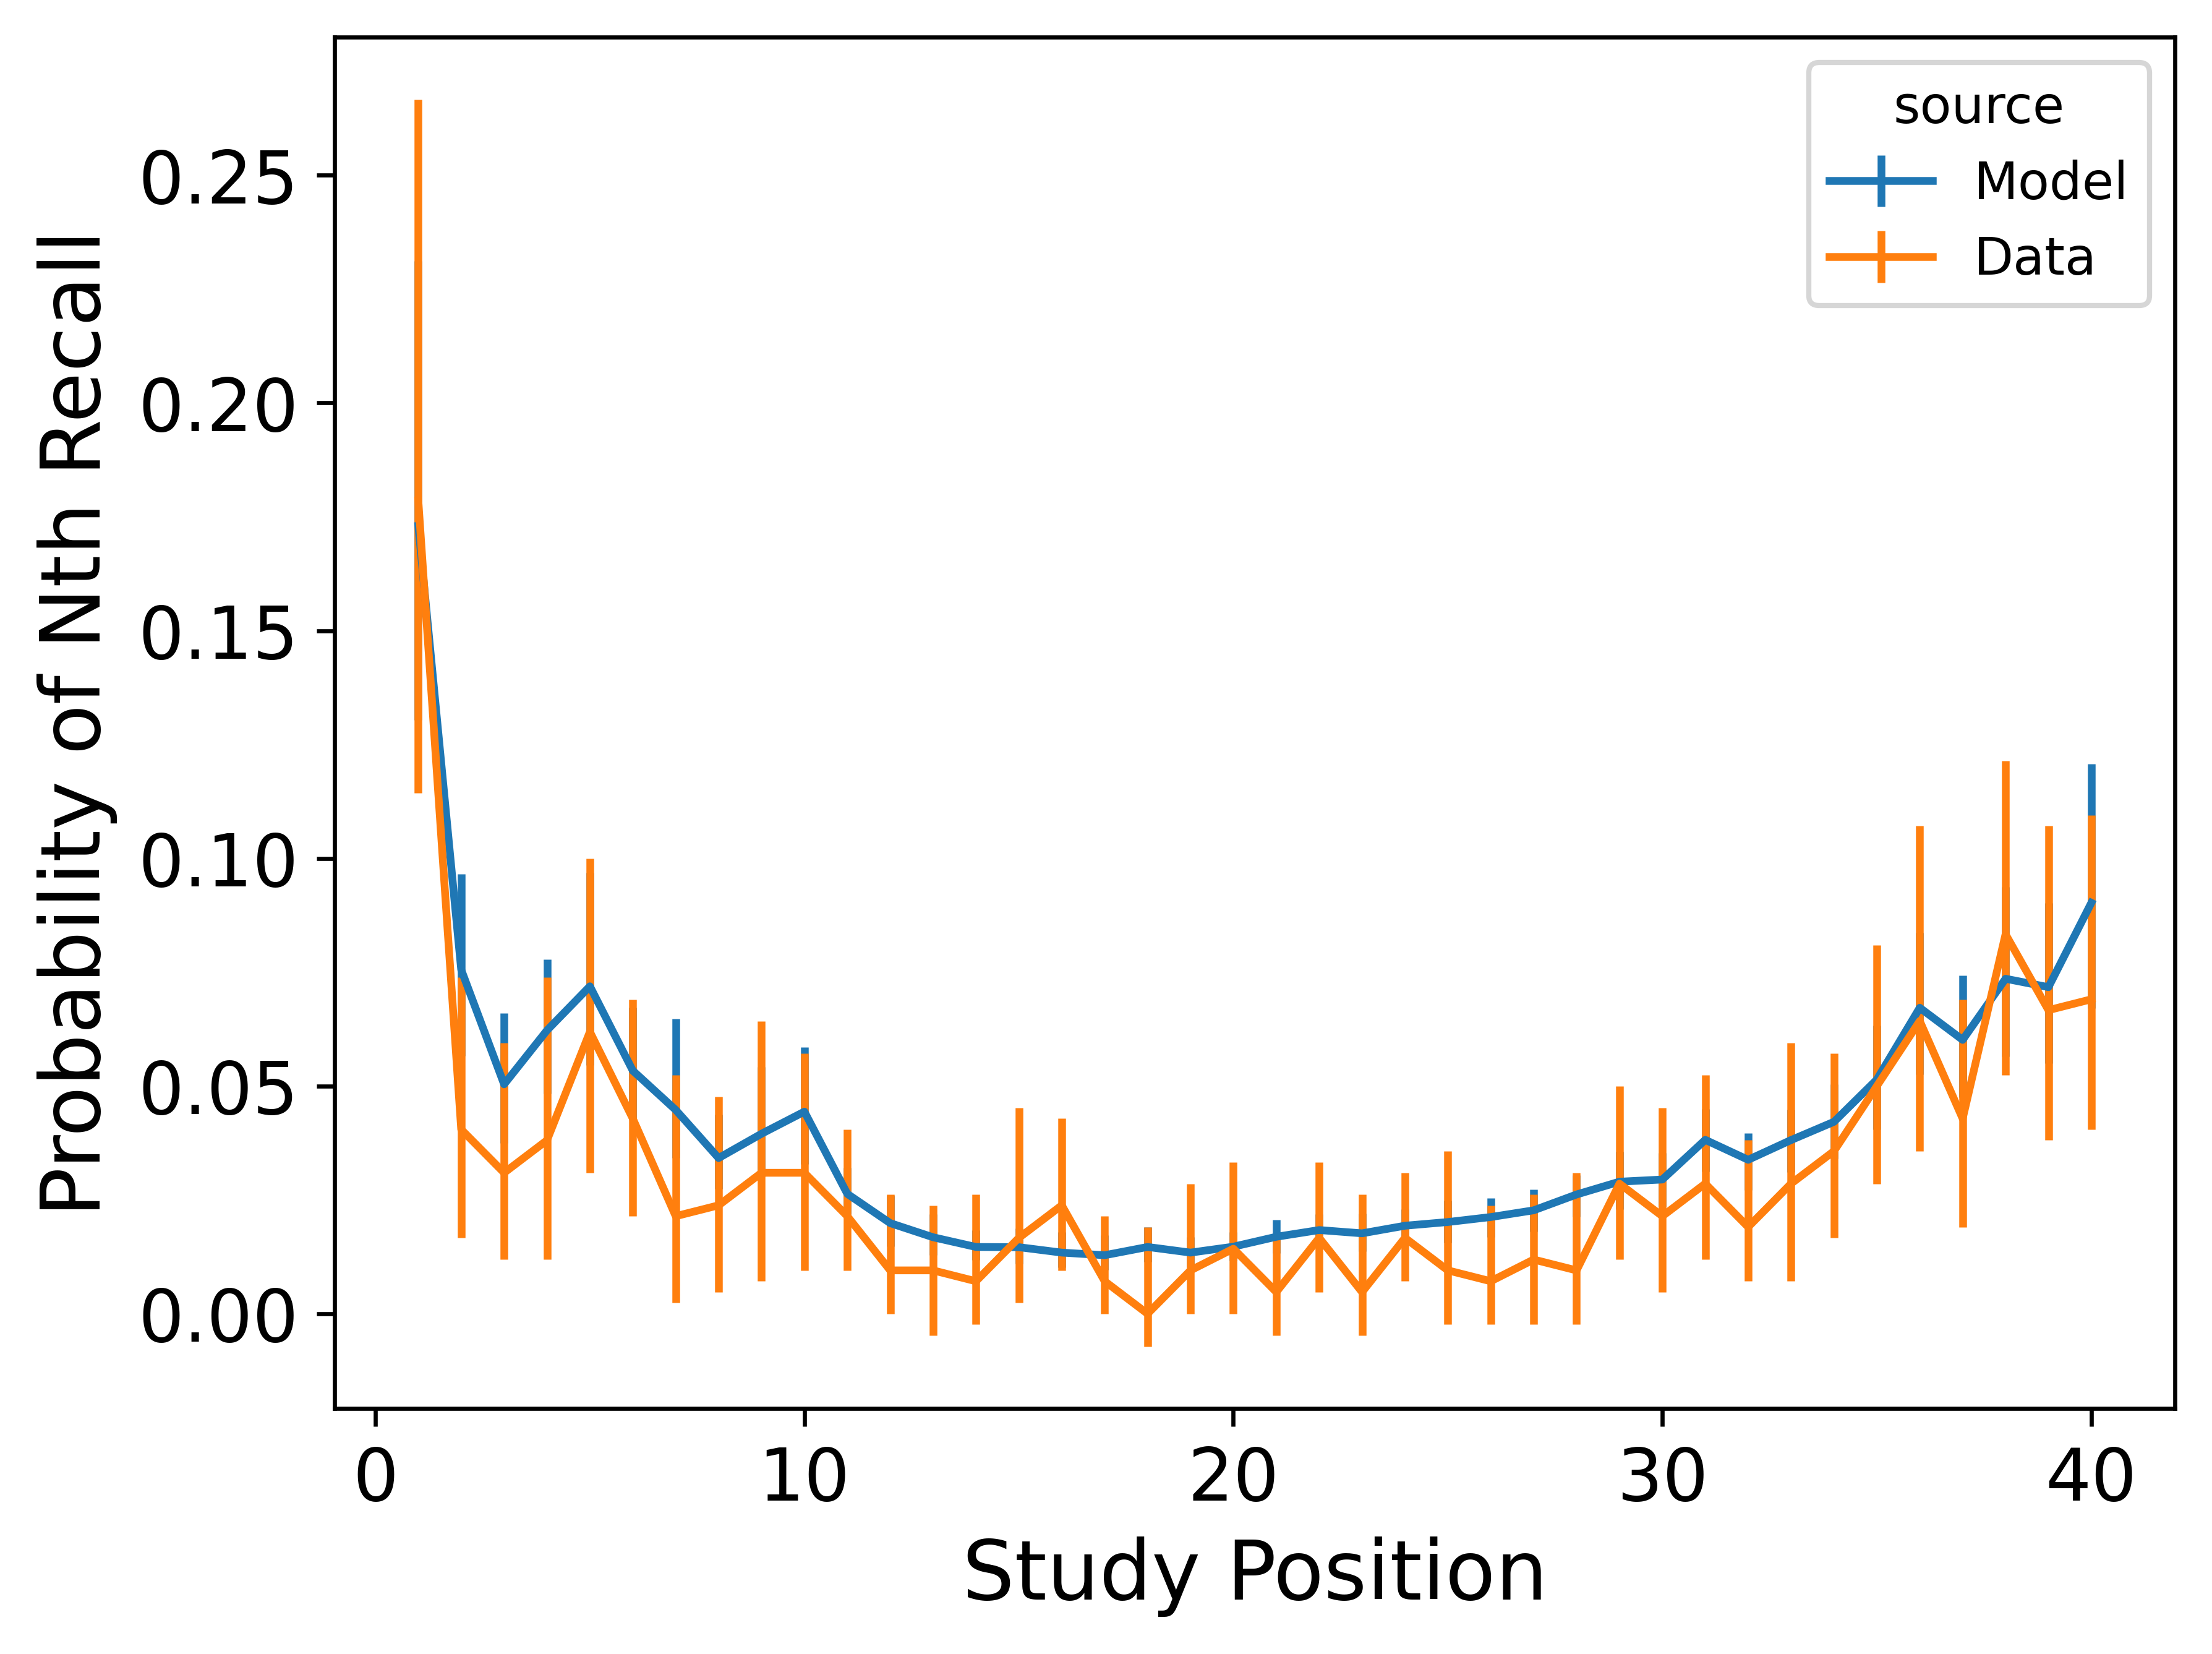 source
Model
Data
Probability of Nth Recall
0.25
0.20
0.15
0.10
0.05
0.00
0 10 20 30 40
Study Position